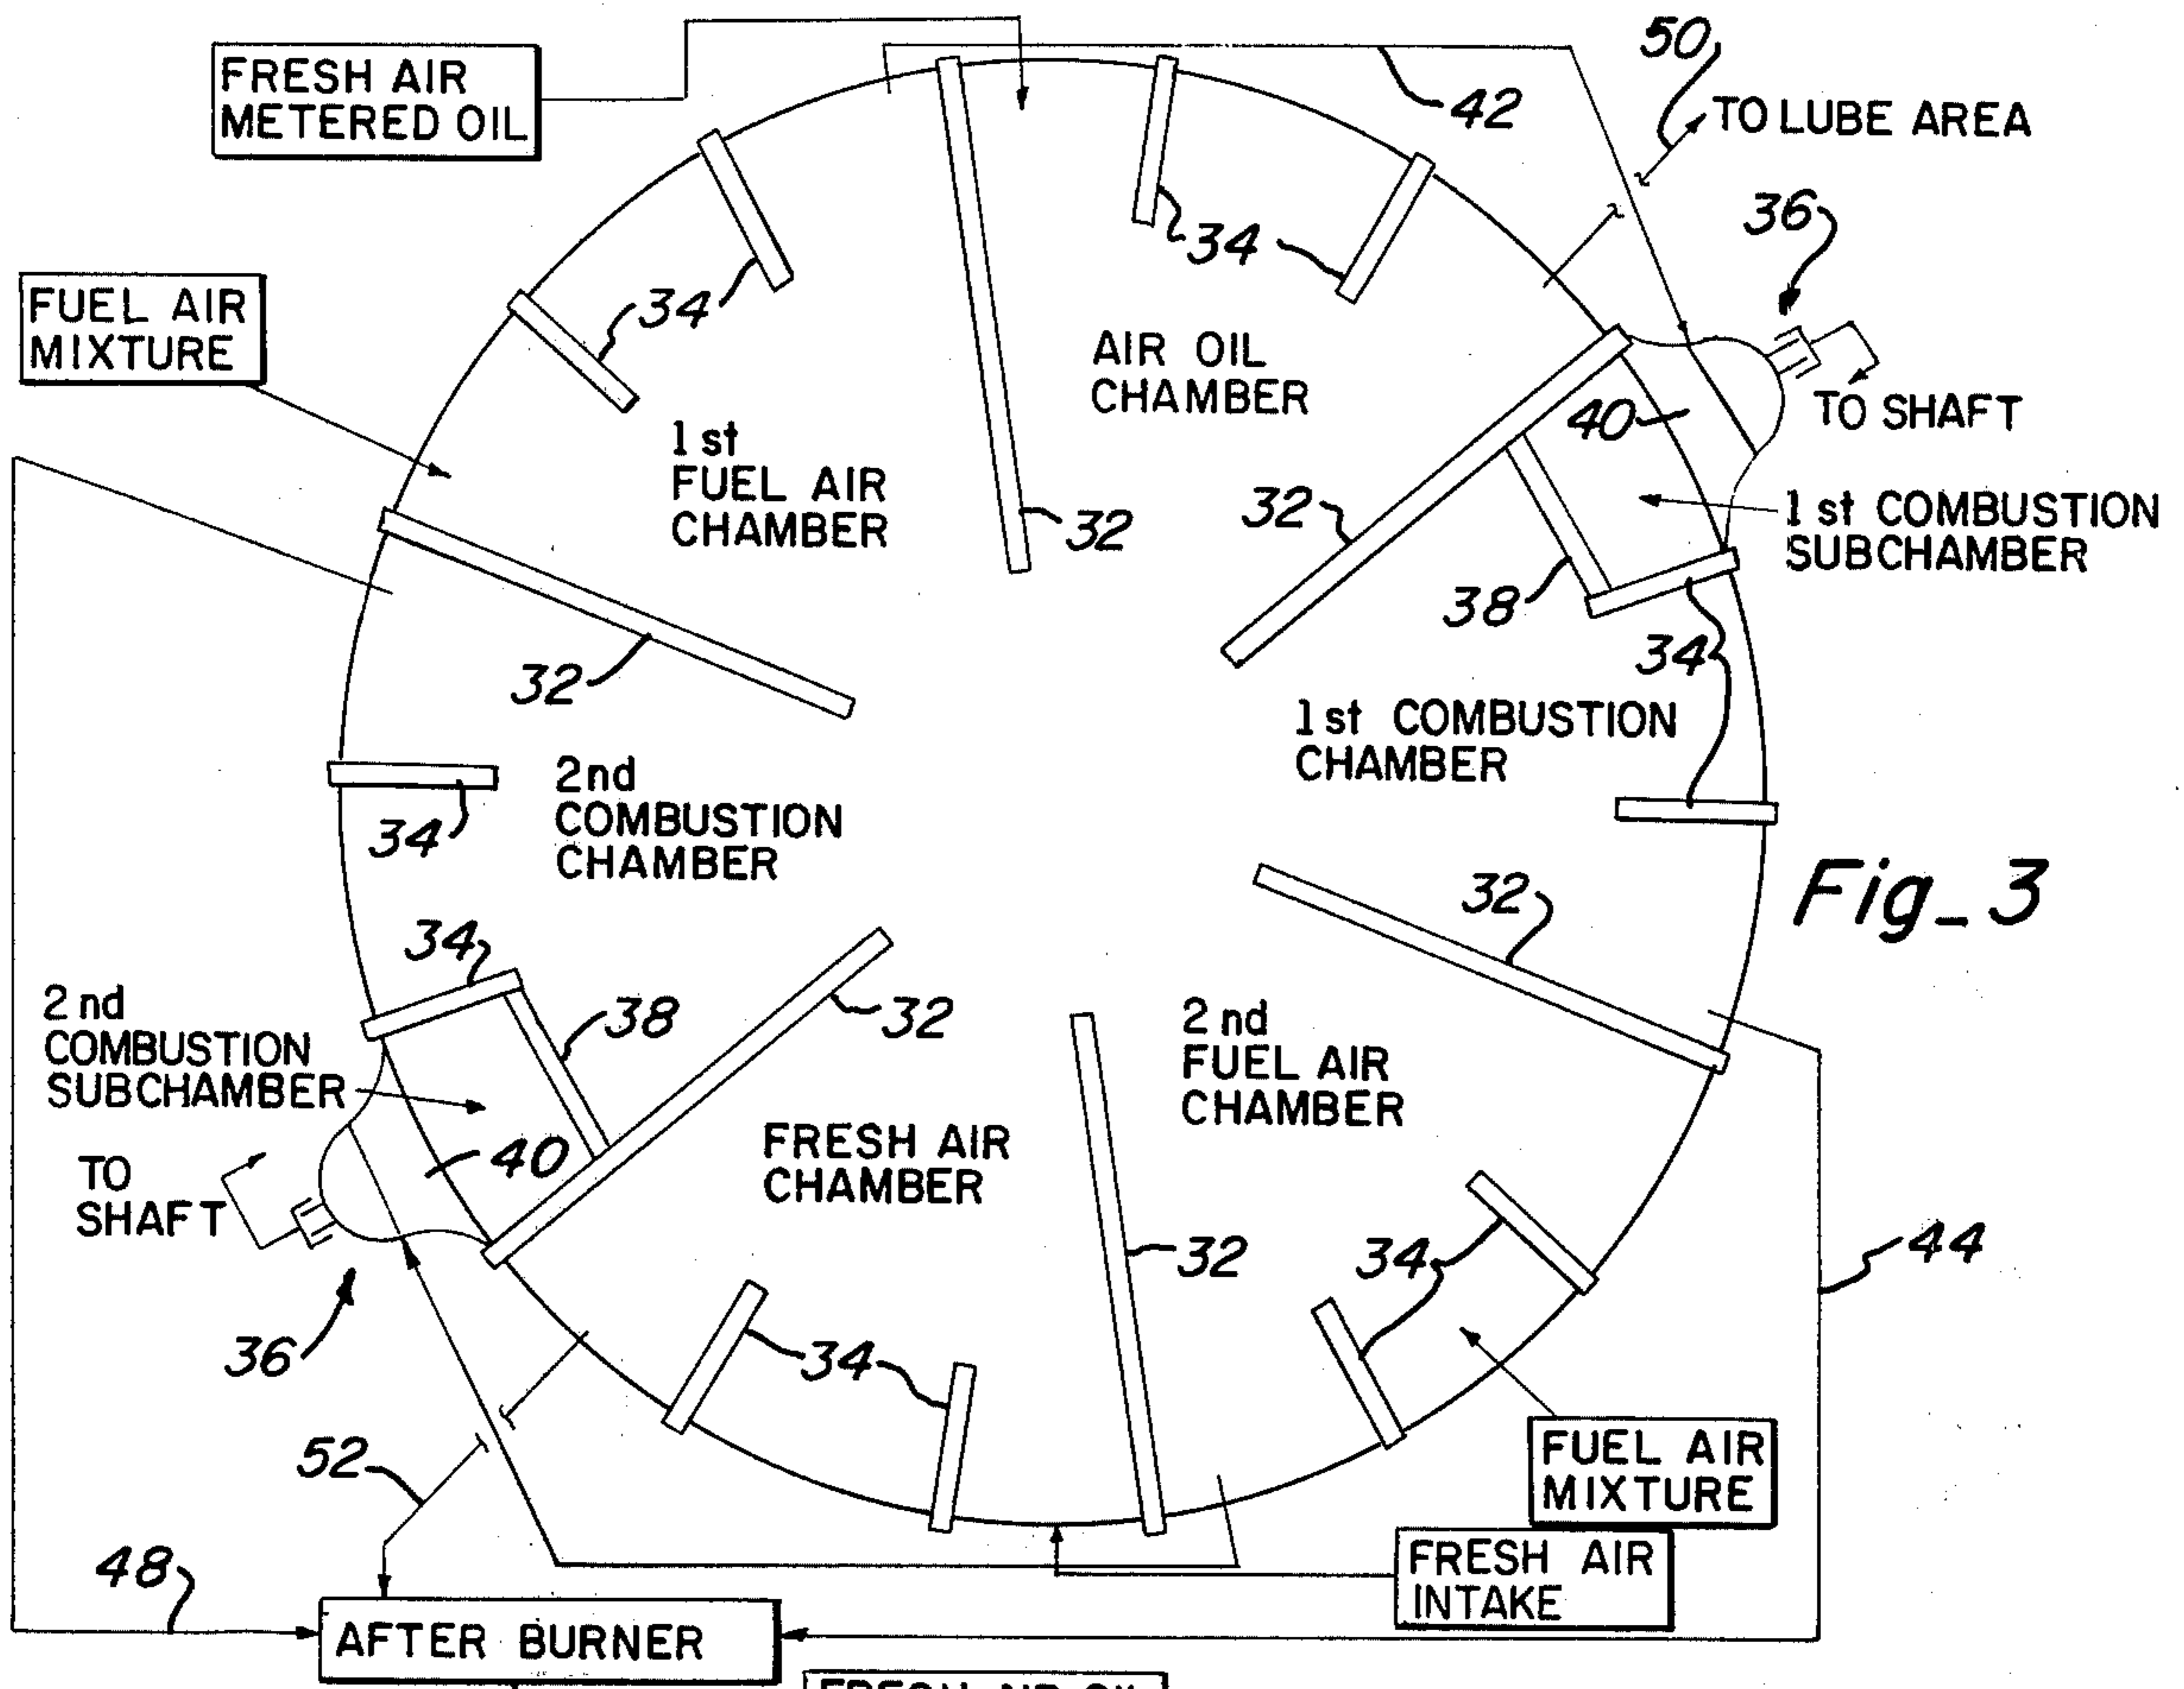 50
FRESH AIR
METERED OIL
42
TO LUBE AREA
36
34
34
FUEL AIR
MIXTURE
AIR OIL
CHAMBER
40
TO SHAFT
1st
FUEL AIR
CHAMBER
32
32
1st COMBUSTION
SUBCHAMBER
38
34
32
1st COMBUSTION
CHAMBER
2nd
COMBUSTION
CHAMBER
34
Fig_3
32
34
2nd
COMBUSTION
SUBCHAMBER
38
32
2nd
FUEL AIR
CHAMBER
FRESH AIR
CHAMBER
40
TO
SHAFT
32
34
44
36
34
52
FUEL AIR
MIXTURE
FRESH AIR
INTAKE
48
AFTER BURNER